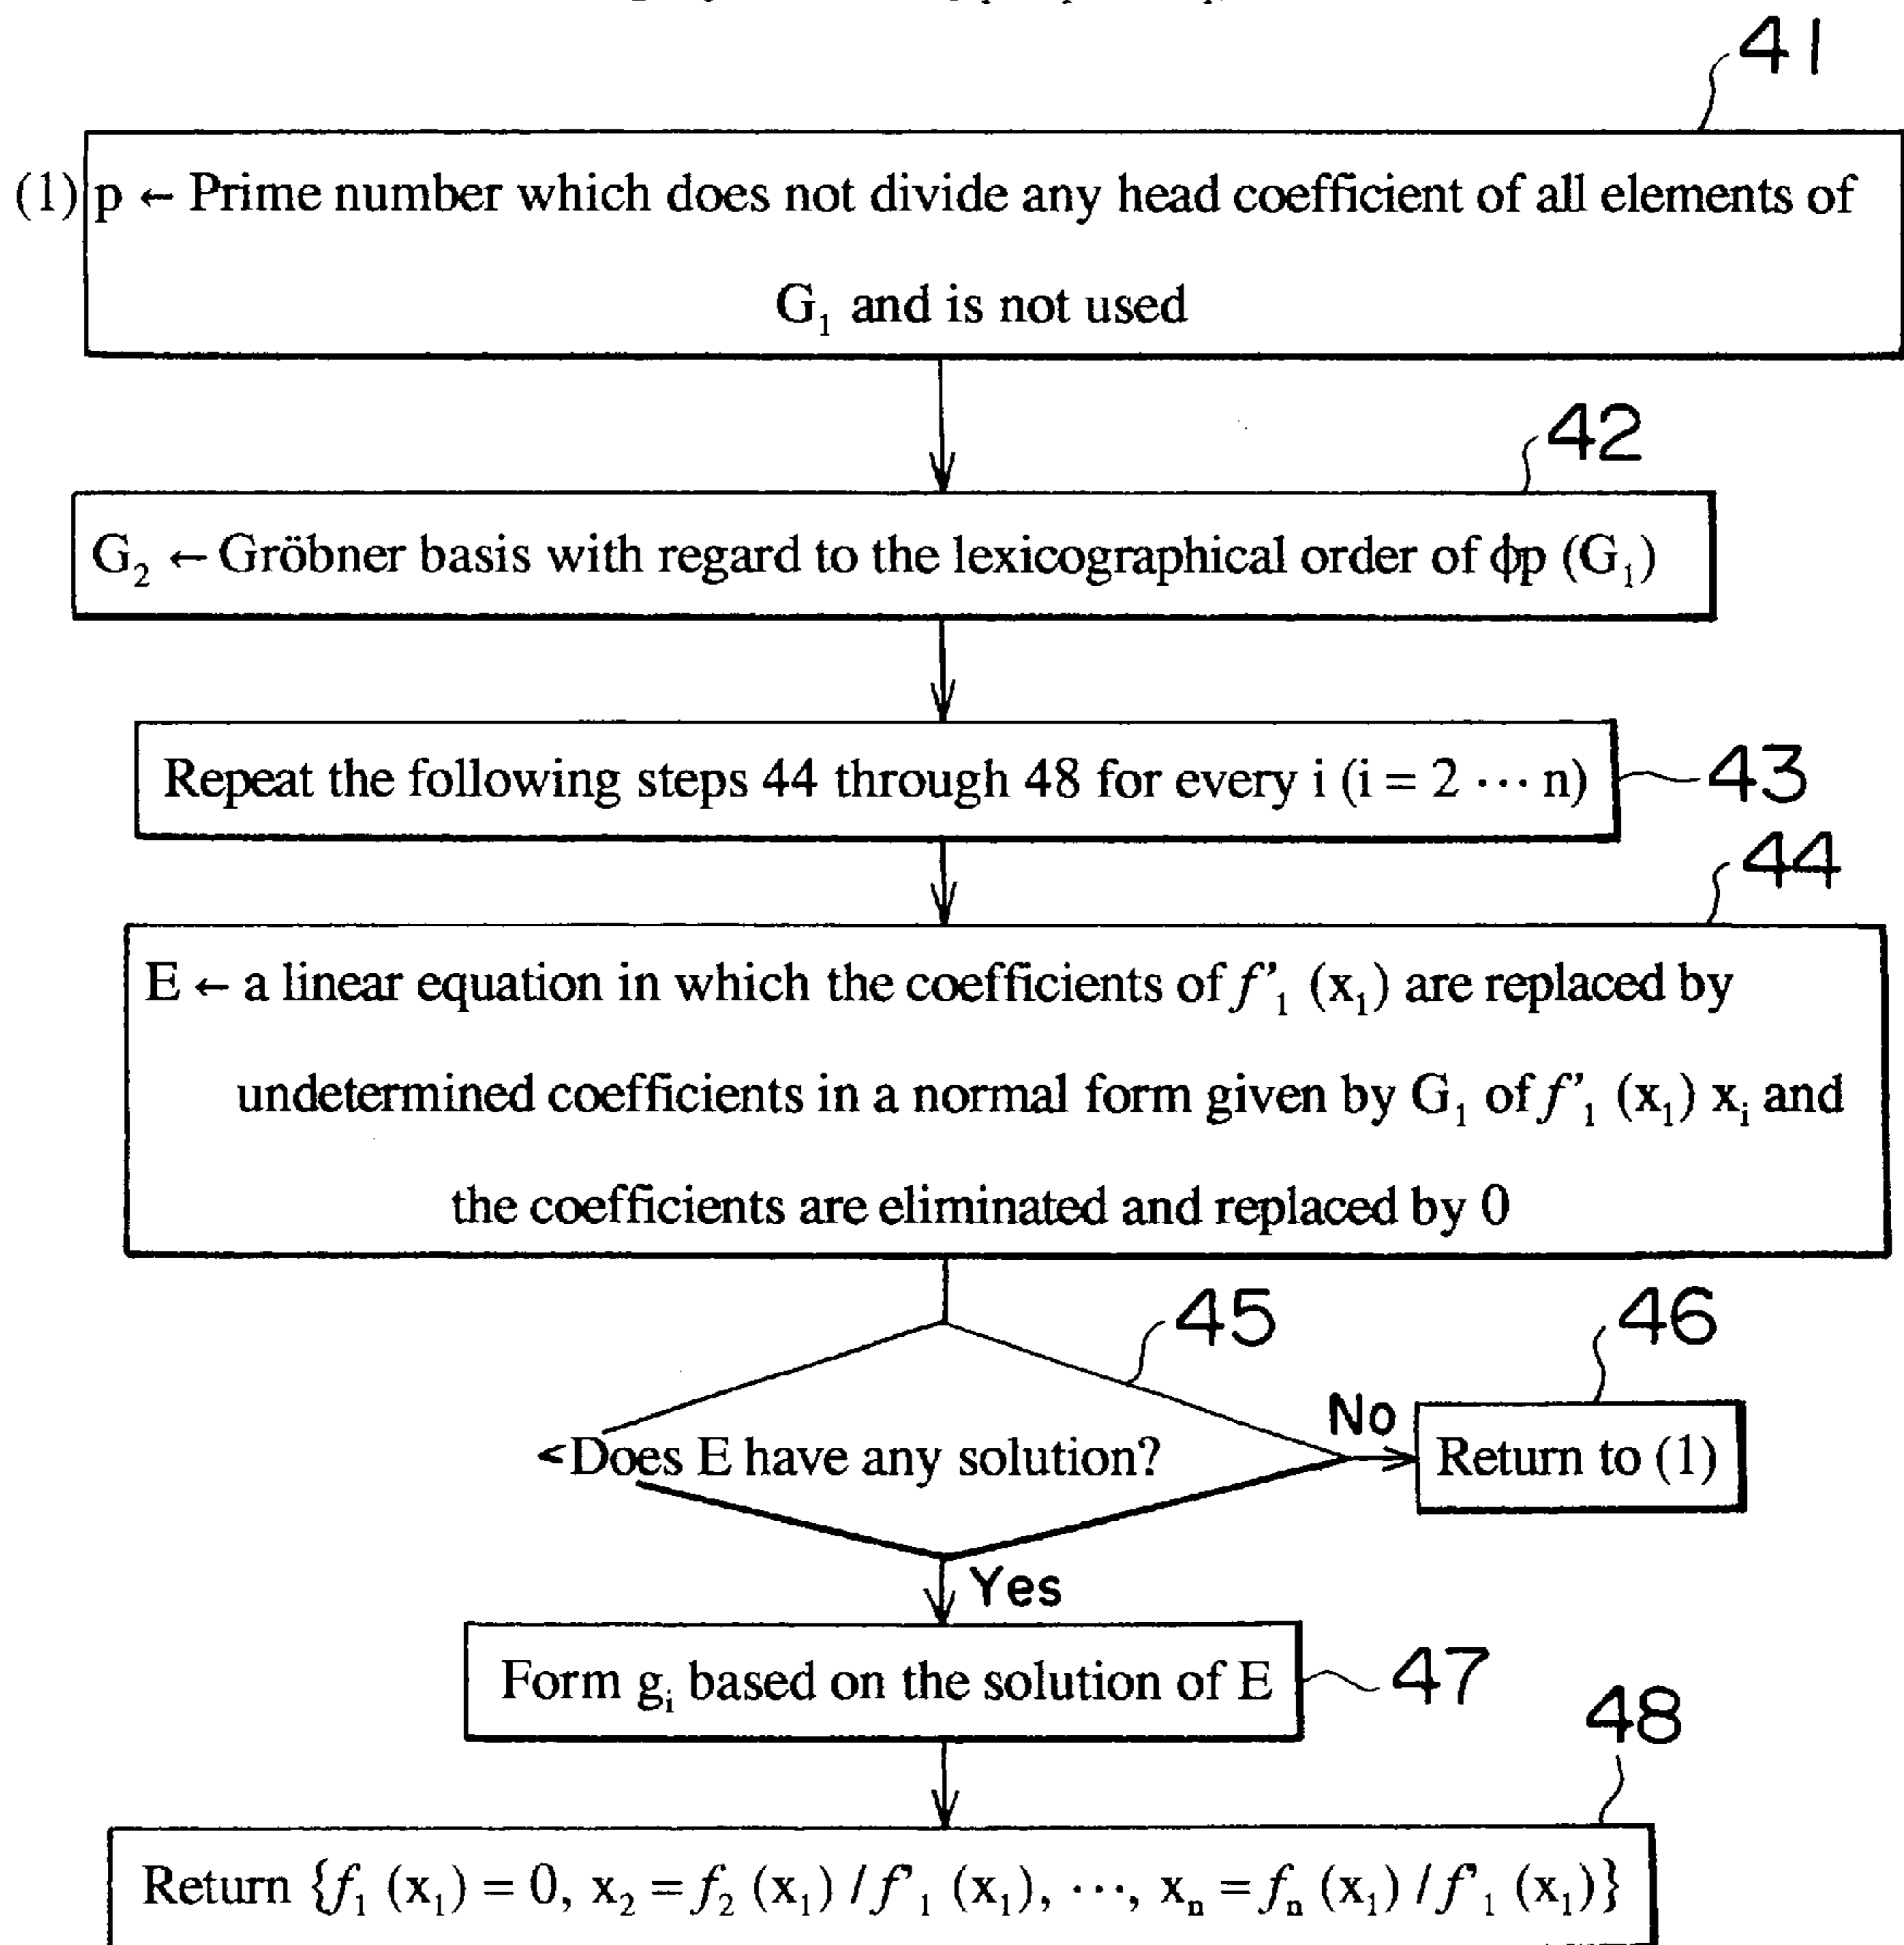 41
(1) p ← Prime number which does not divide any head coefficient of all elements of
G₁ and is not used
42
G₂ ← Gröbner basis with regard to the lexicographical order of ϕp (G₁)
Repeat the following steps 44 through 48 for every i (i = 2 ⋯ n)
43
44
E ← a linear equation in which the coefficients of f'₁ (x₁) are replaced by
undetermined coefficients in a normal form given by G₁ of f'₁ (x₁) xᵢ and
the coefficients are eliminated and replaced by 0
45
46
<Does E have any solution?
No
Return to (1)
Yes
Form gᵢ based on the solution of E
47
48
Return {f₁ (x₁) = 0, x₂ = f₂ (x₁) / f'₁ (x₁), ⋯, xₙ = fₙ (x₁) / f'₁ (x₁)}